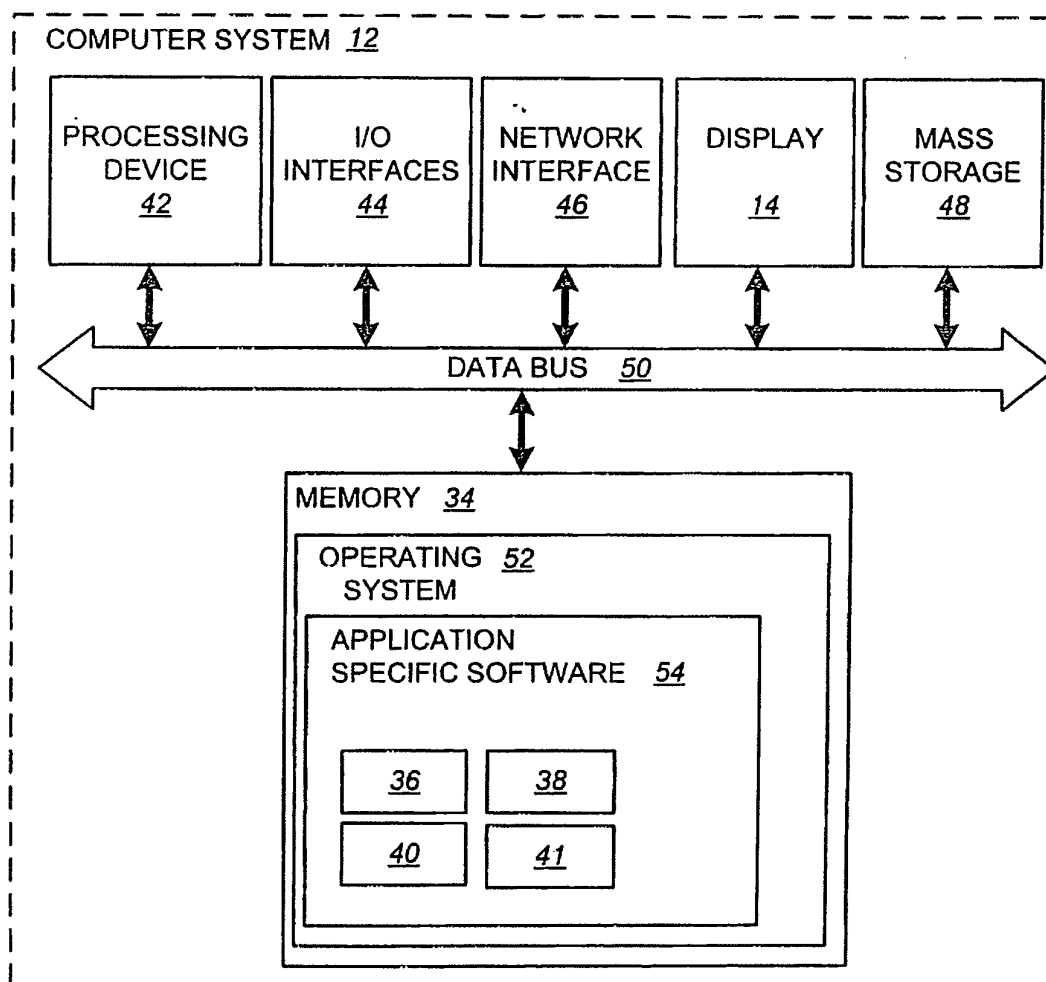 COMPUTER SYSTEM 12
PROCESSING
DEVICE
42
I/O
INTERFACES
44
NETWORK
INTERFACE
46
DISPLAY
14
MASS
STORAGE
48
DATA BUS 50
MEMORY 34
OPERATING 52
SYSTEM
APPLICATION
SPECIFIC SOFTWARE 54
36
38
40
41